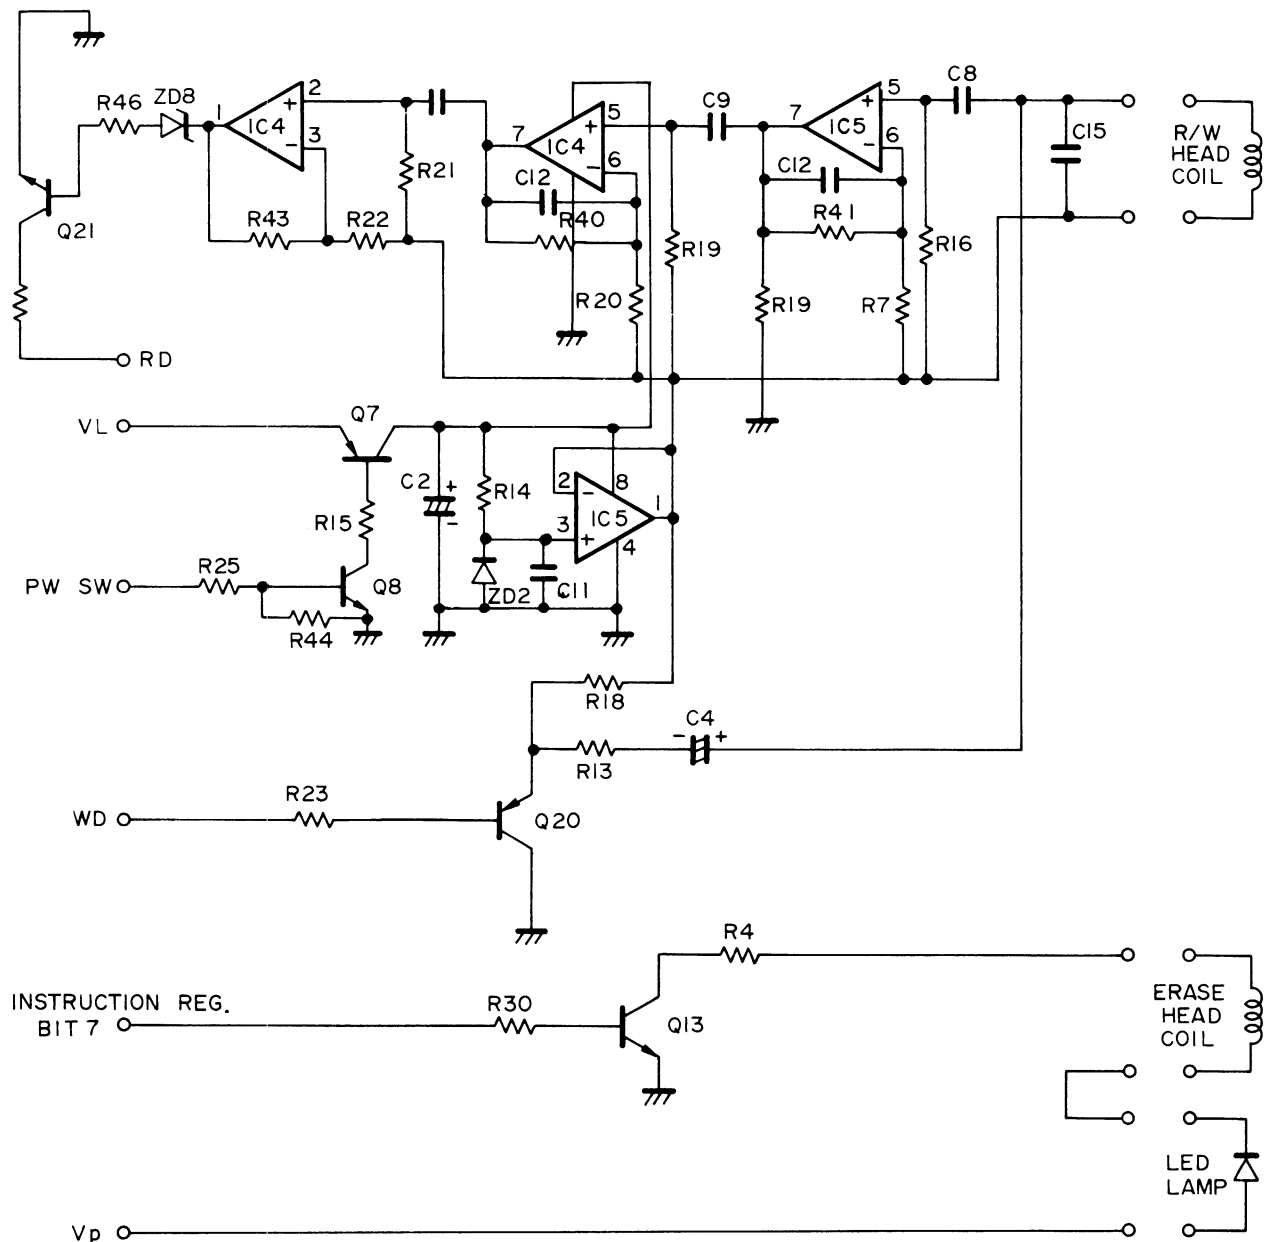 R46
ZD8
1
+
2
IC4
-
3
R21
7
+
5
IC4
-
6
C12
R40
C9
7
+
5
IC5
-
6
C8
C12
R41
C15
R/W
HEAD
COIL
Q21
R43
R22
R20
R19
R19
R7
R16
RD
VL
Q7
C2
+
-
R14
2
-
8
IC5
1
3
+
4
R15
R25
PW SW
Q8
R44
ZD2
C11
R18
C4
-
+
R13
R23
WD
Q20
R4
INSTRUCTION REG.
BIT 7
R30
Q13
ERASE
HEAD
COIL
LED
LAMP
Vp